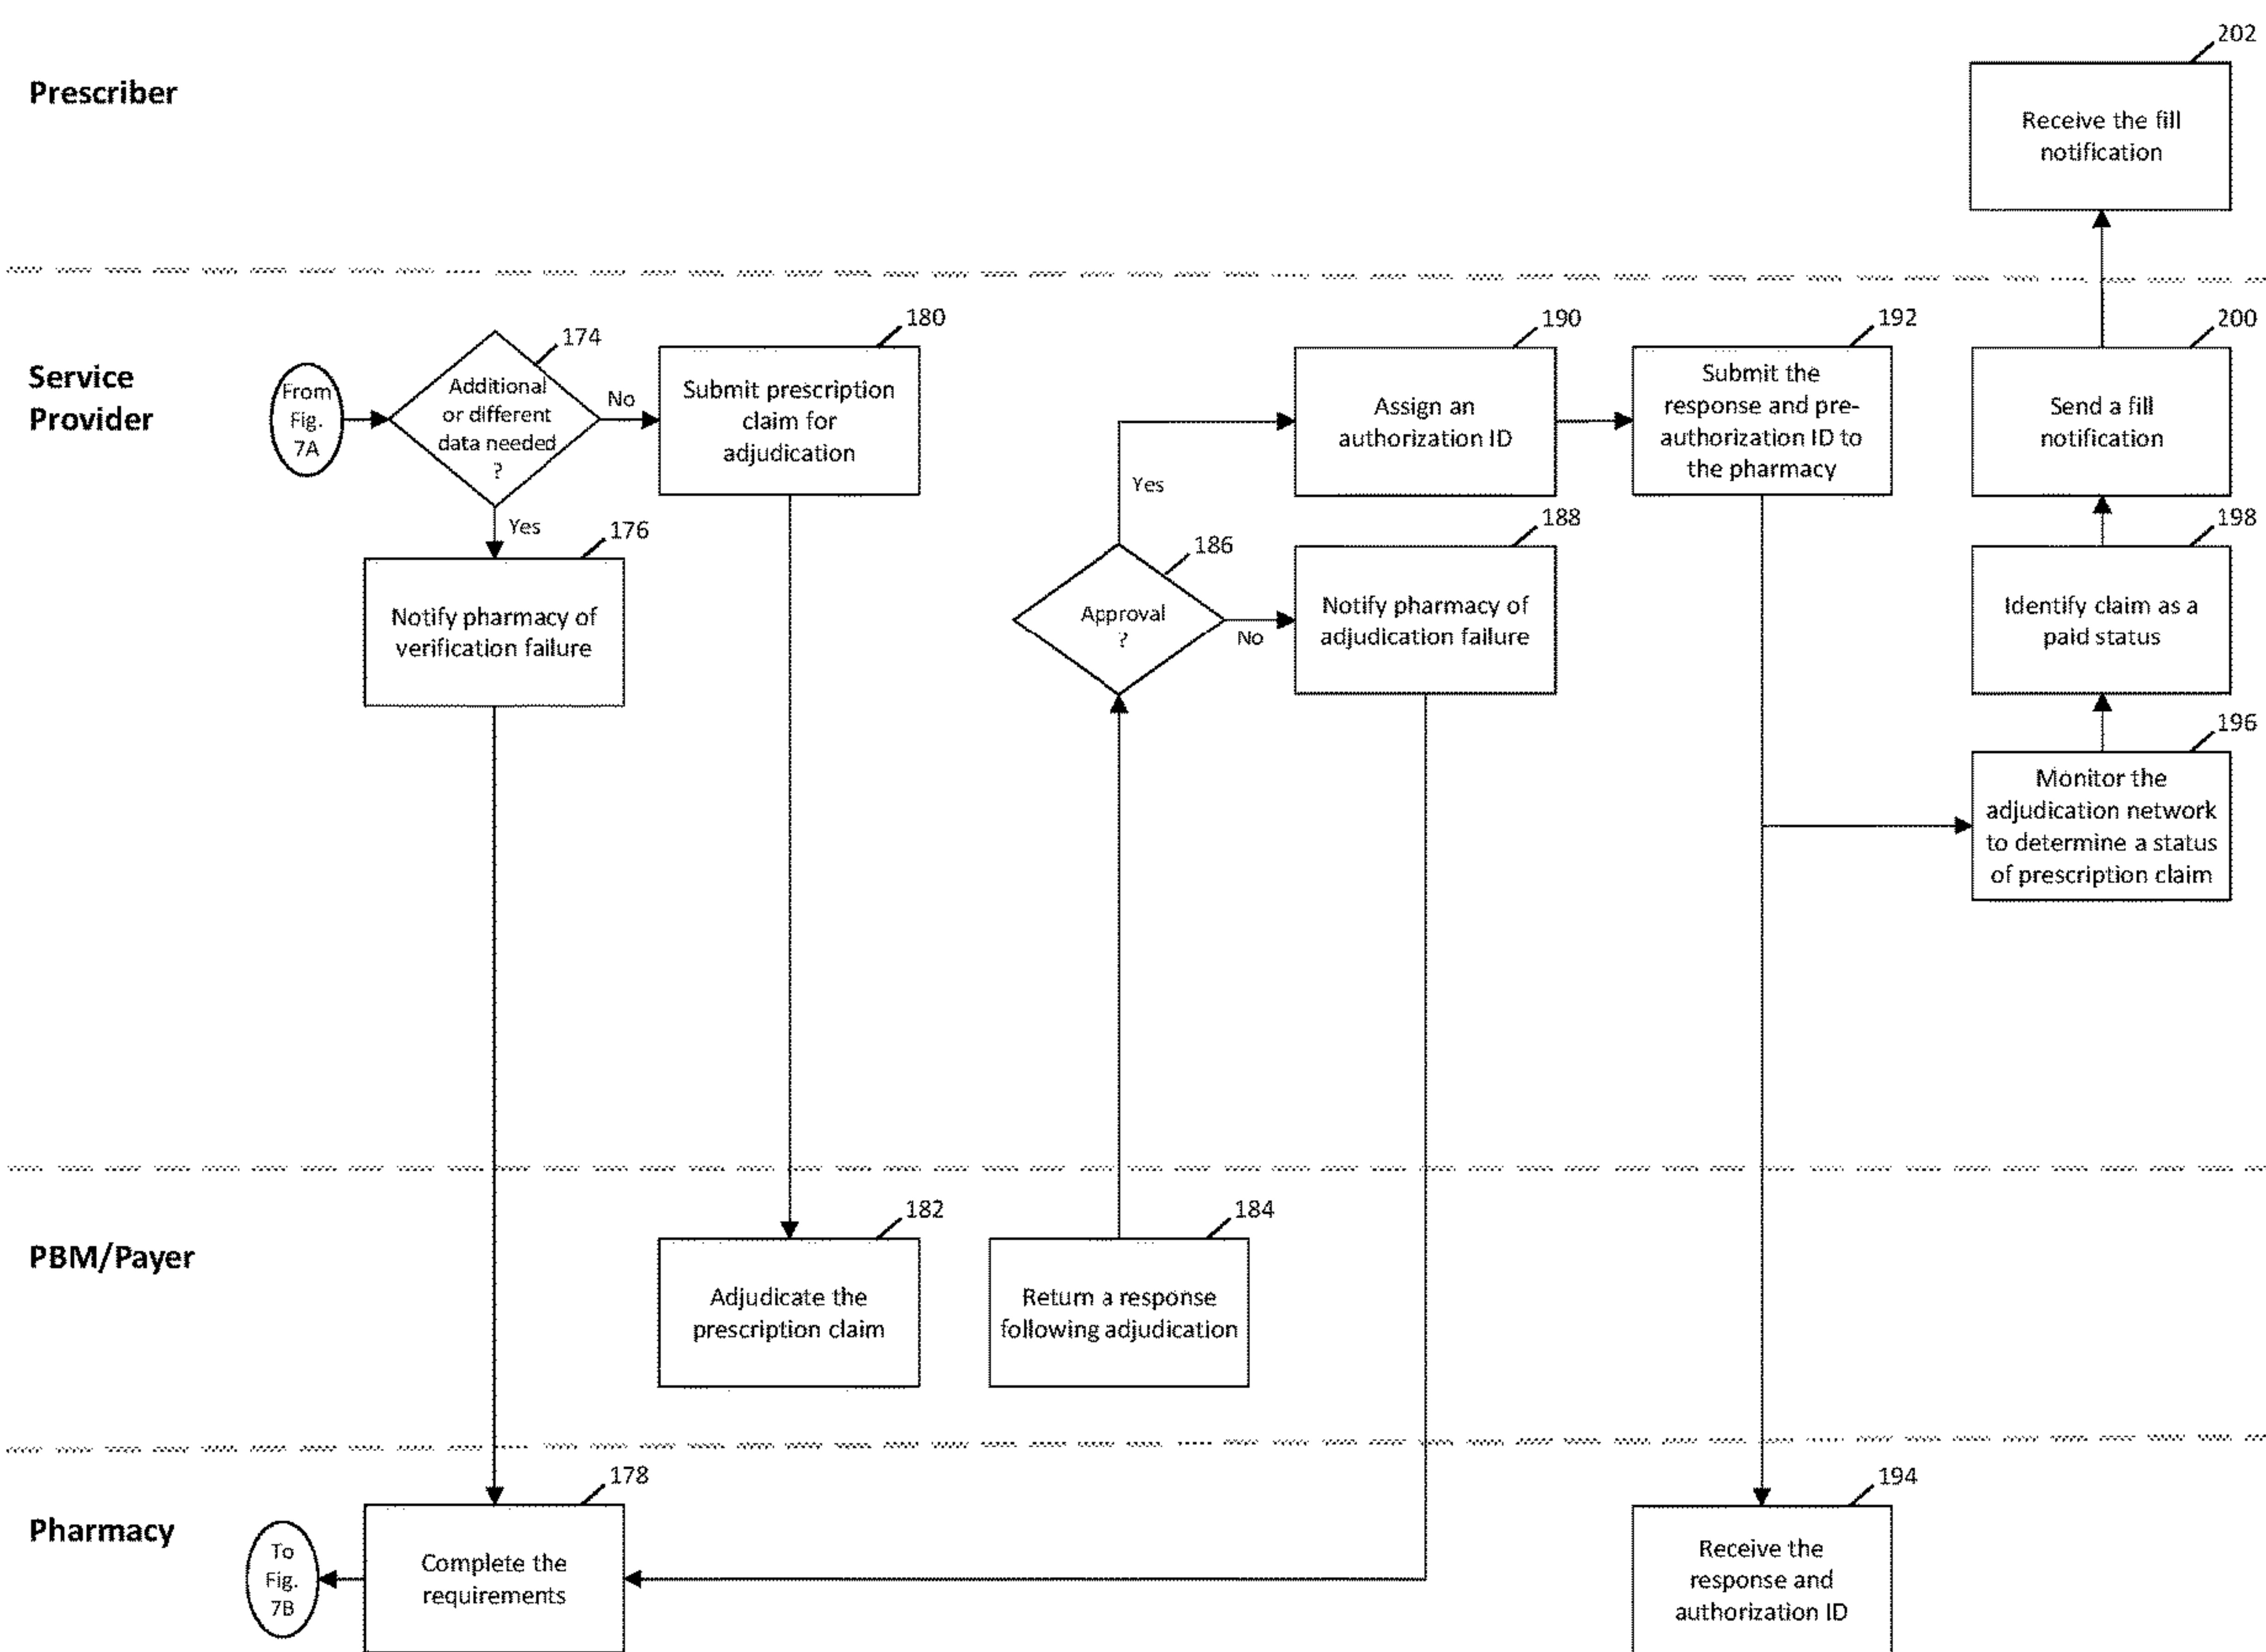 Prescriber
202
Receive the fill
notification
Service
Provider
From
Fig.
7A
174
Additional
or different
data needed
?
No
Yes
180
Submit prescription
claim for
adjudication
176
Notify pharmacy of
verification failure
186
Approval
?
Yes
No
190
Assign an
authorization ID
188
Notify pharmacy of
adjudication failure
192
Submit the
response and pre-
authorization ID to
the pharmacy
200
Send a fill
notification
198
Identify claim as a
paid status
196
Monitor the
adjudication network
to determine a status
of prescription claim
PBM/Payer
182
Adjudicate the
prescription claim
184
Return a response
following adjudication
Pharmacy
To
Fig.
7B
178
Complete the
requirements
194
Receive the
response and
authorization ID